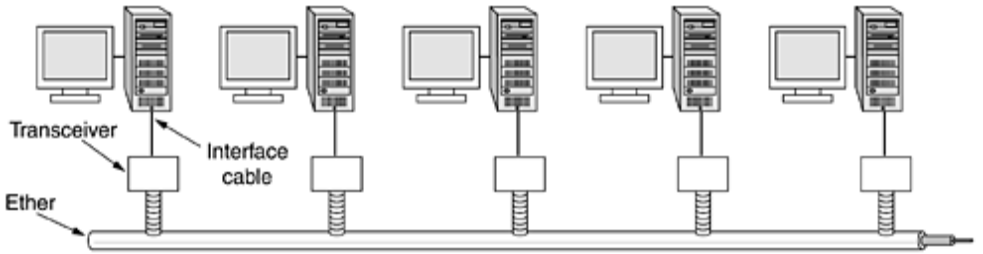 Transceiver
Interface
cable
Ether